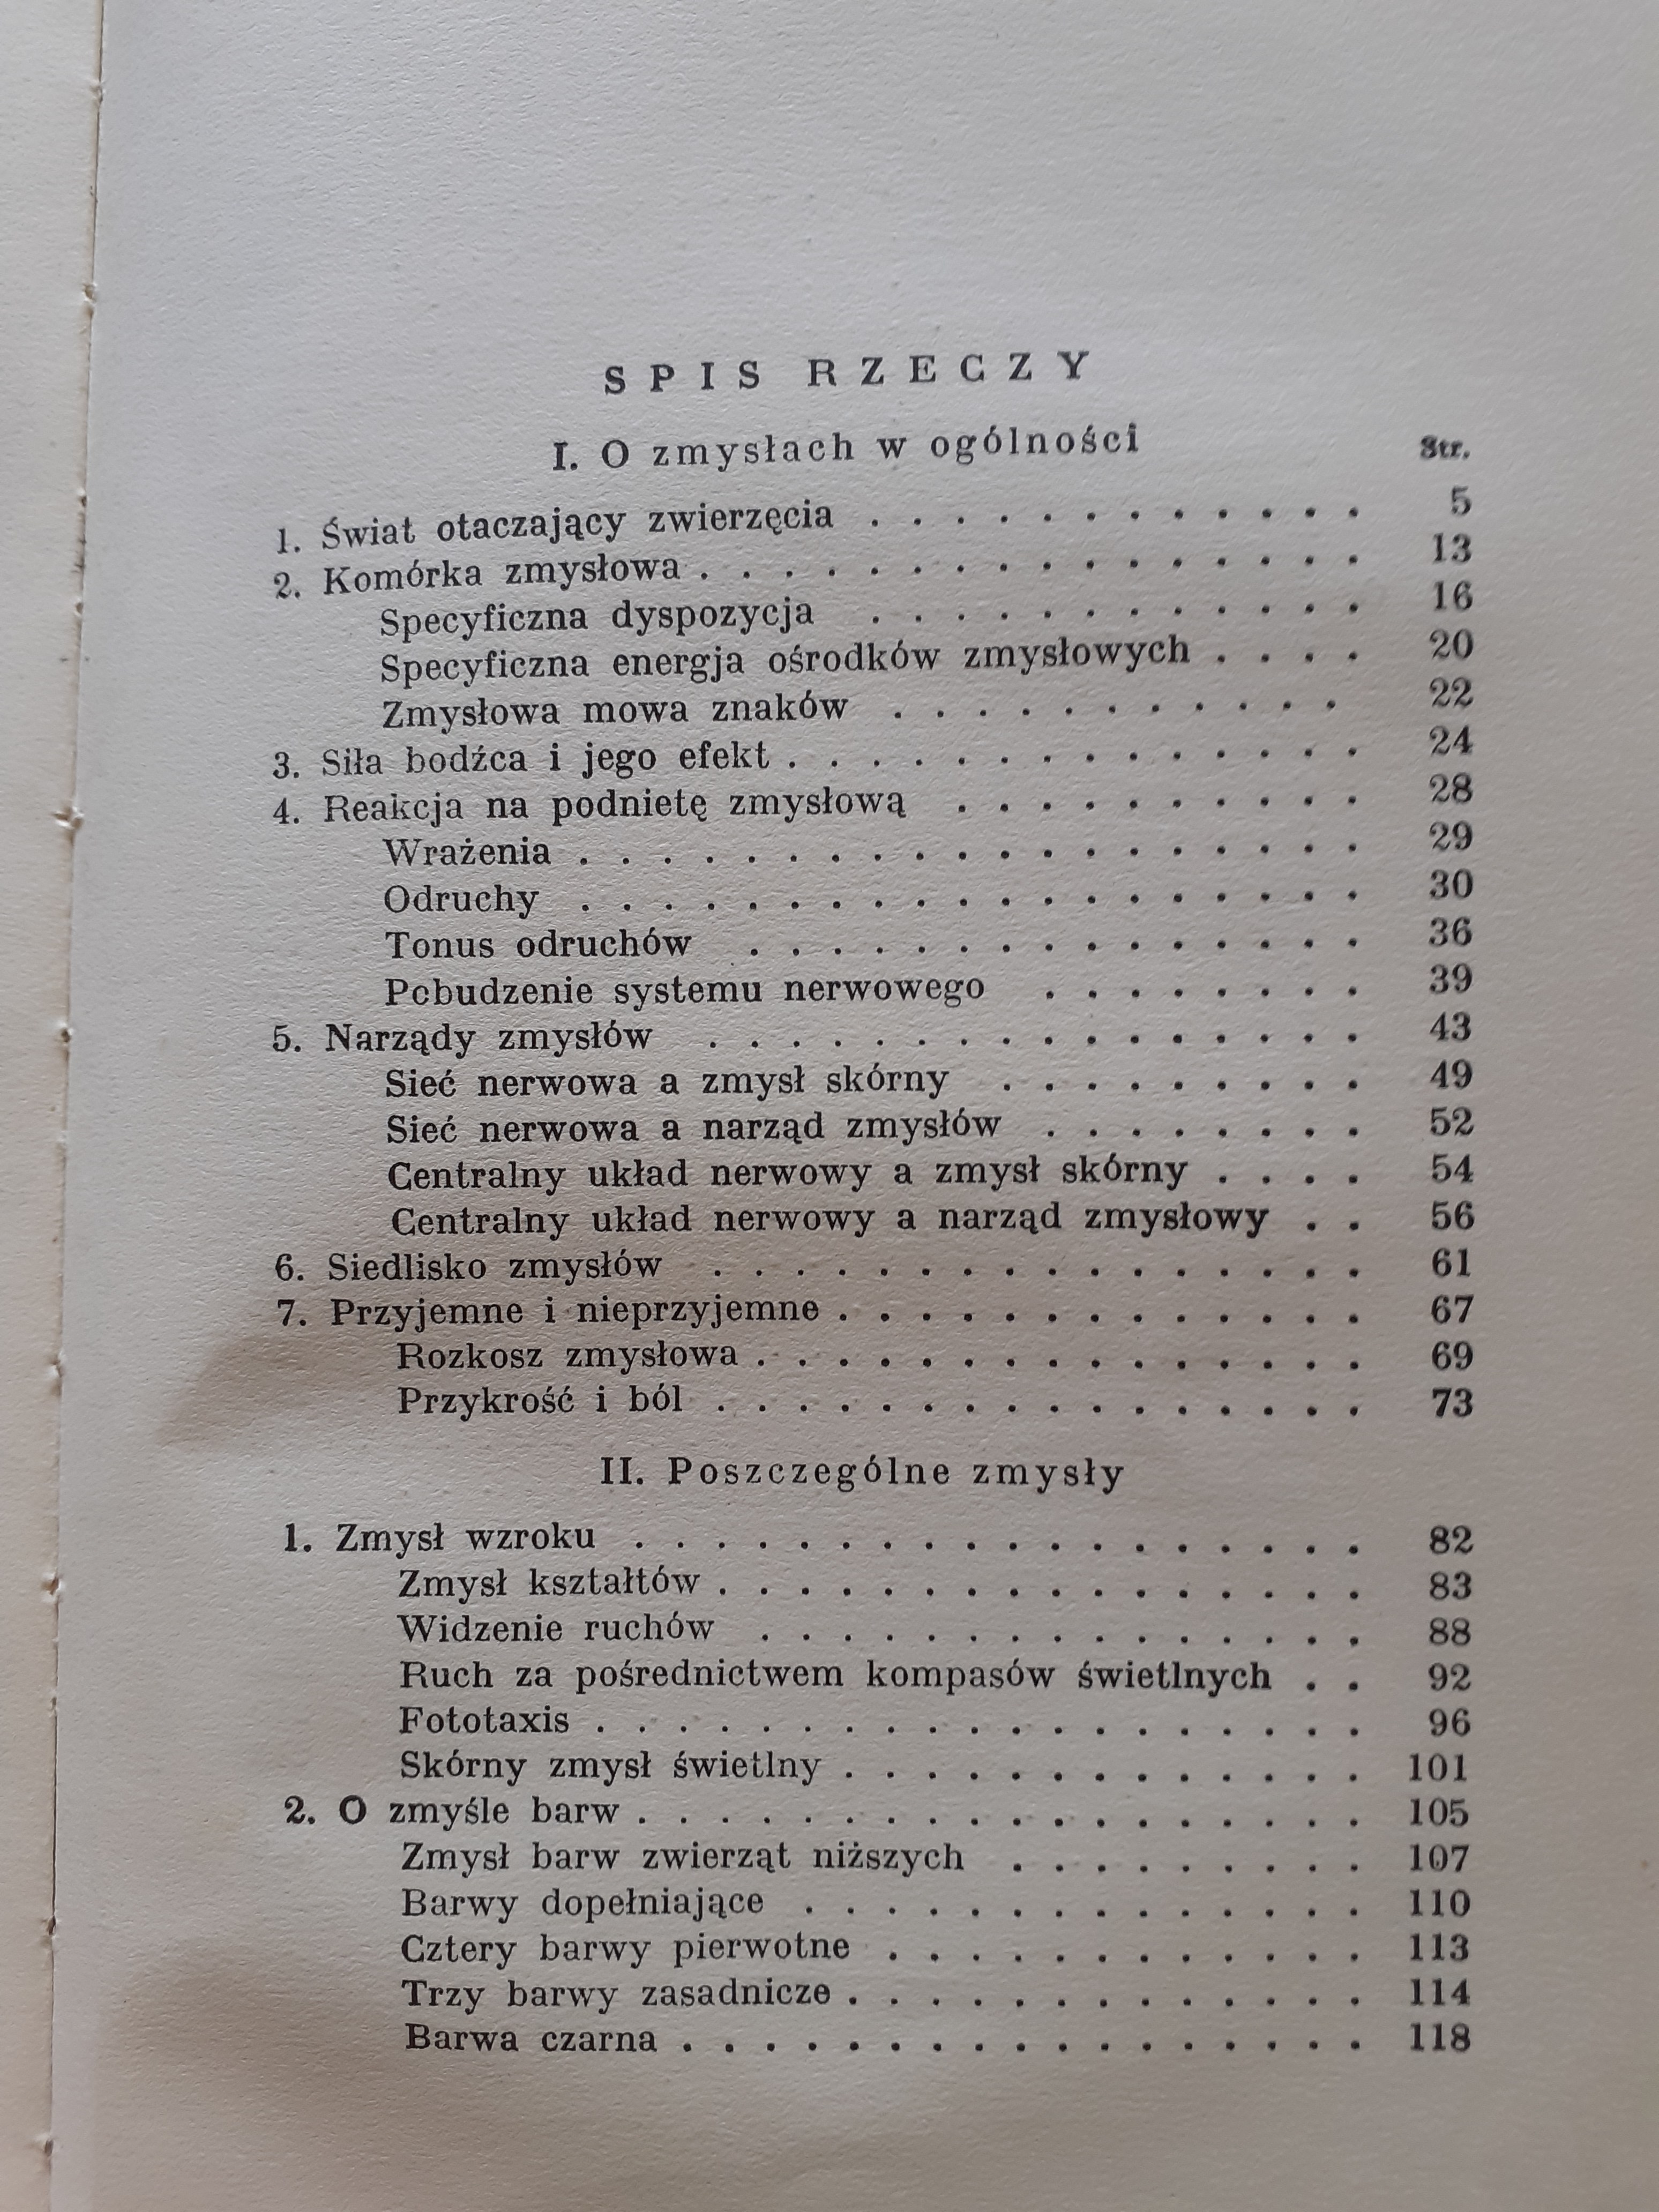 SPIS RZECZY
I. O zmysłach w ogólności
Str.
1. Świat otaczający zwierzęcia . . . . . . . . . . . . 5
2. Komórka zmysłowa . . . . . . . . . . . . . . . . 13
Specyficzna dyspozycja . . . . . . . . . . . . 16
Specyficzna energja ośrodków zmysłowych . . . . 20
Zmysłowa mowa znaków . . . . . . . . . . . 22
3. Siła bodźca i jego efekt . . . . . . . . . . . . . . 24
4. Reakcja na podnietę zmysłową . . . . . . . . . . 28
Wrażenia . . . . . . . . . . . . . . . . . . . 29
Odruchy . . . . . . . . . . . . . . . . . . . 30
Tonus odruchów . . . . . . . . . . . . . . . 36
Pcbudzenie systemu nerwowego . . . . . . . . 39
5. Narządy zmysłów . . . . . . . . . . . . . . . . 43
Sieć nerwowa a zmysł skórny . . . . . . . . . 49
Sieć nerwowa a narząd zmysłów . . . . . . . . 52
Centralny układ nerwowy a zmysł skórny . . . . 54
Centralny układ nerwowy a narząd zmysłowy . . 56
6. Siedlisko zmysłów . . . . . . . . . . . . . . . . 61
7. Przyjemne i nieprzyjemne . . . . . . . . . . . . . 67
Rozkosz zmysłowa . . . . . . . . . . . . . . . 69
Przykrość i ból . . . . . . . . . . . . . . . . 73
II. Poszczególne zmysły
1. Zmysł wzroku . . . . . . . . . . . . . . . . . . 82
Zmysł kształtów . . . . . . . . . . . . . . . . 83
Widzenie ruchów . . . . . . . . . . . . . . . 88
Ruch za pośrednictwem kompasów świetlnych . . 92
Fototaxis . . . . . . . . . . . . . . . . . . . 96
Skórny zmysł świetlny . . . . . . . . . . . . . 101
2. O zmyśle barw . . . . . . . . . . . . . . . . . . 105
Zmysł barw zwierząt niższych . . . . . . . . . 107
Barwy dopełniające . . . . . . . . . . . . . . 110
Cztery barwy pierwotne . . . . . . . . . . . . 113
Trzy barwy zasadnicze . . . . . . . . . . . . . 114
Barwa czarna . . . . . . . . . . . . . . . . . 118